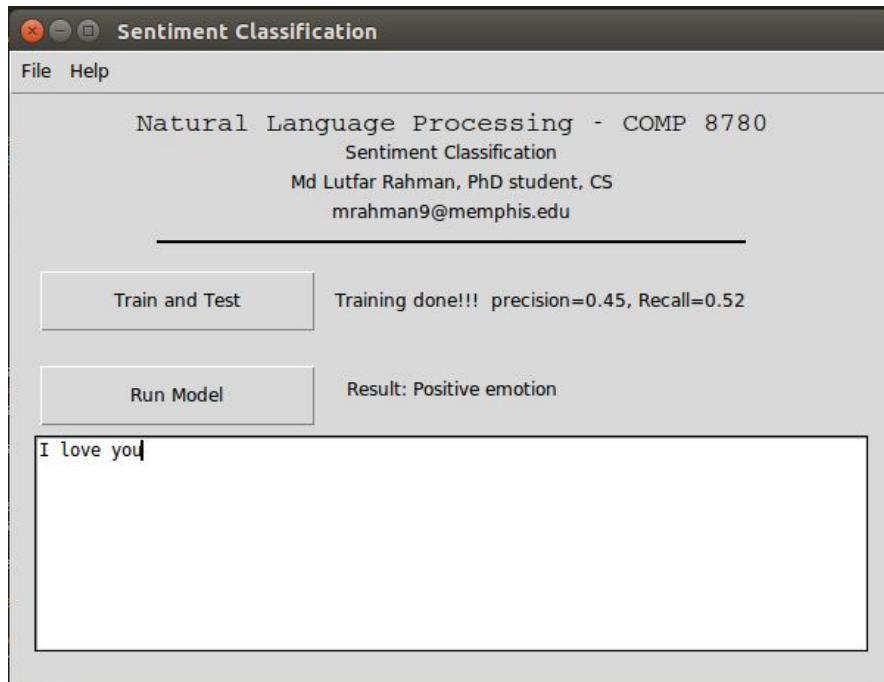 Sentiment Classification
File Help
Natural Language Processing - COMP 8780
Sentiment Classification
Md Lutfar Rahman, PhD student, CS
mrahman9@memphis.edu
Train and Test
Training done!!! precision=0.45, Recall=0.52
Run Model
Result: Positive emotion
I love you